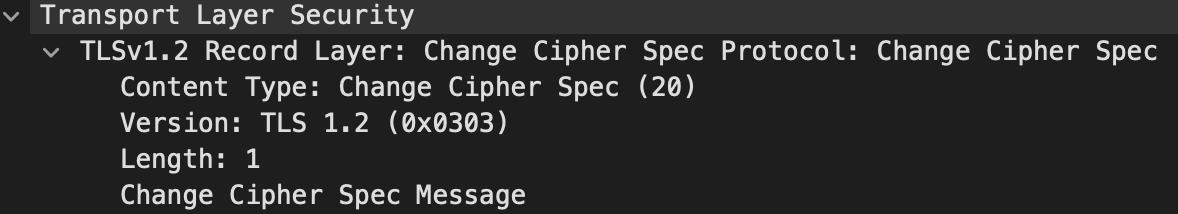 Transport Layer Security
TLSv1.2 Record Layer: Change Cipher Spec Protocol: Change Cipher Spec
Content Type: Change Cipher Spec (20)
Version: TLS 1.2 (0x0303)
Length: 1
Change Cipher Spec Message